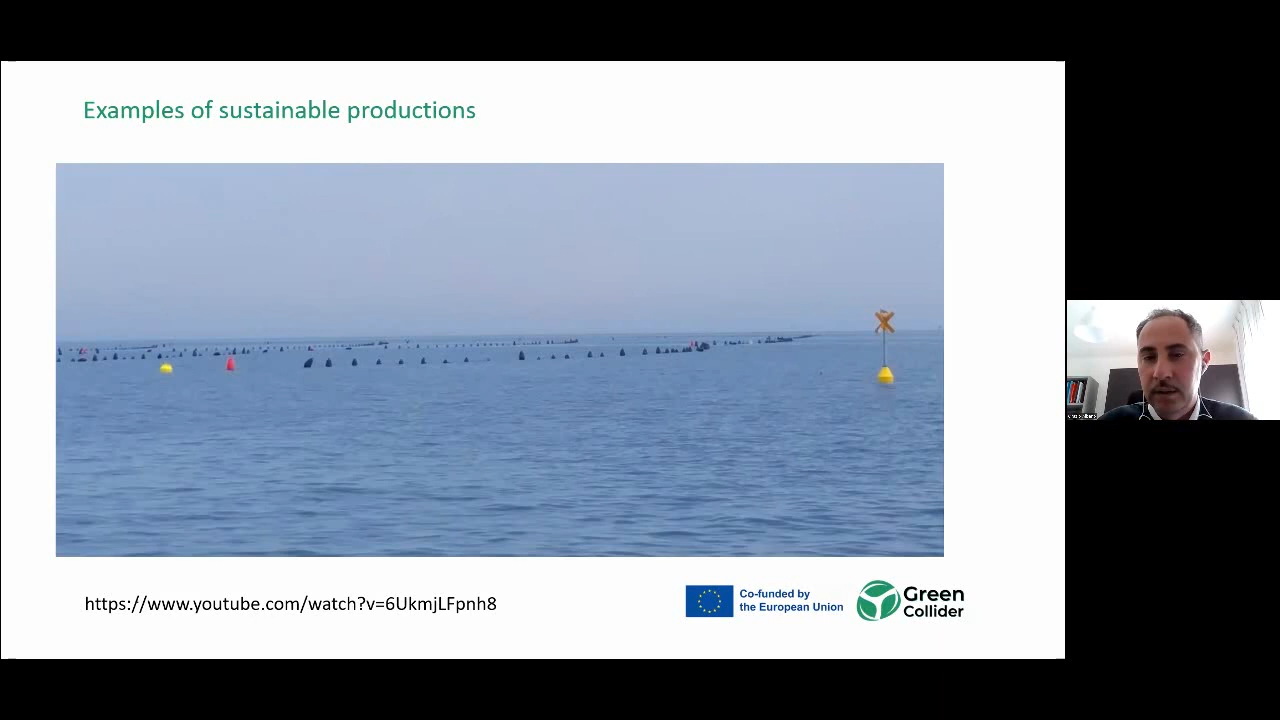 Examples of sustainable productions
https://www.youtube.com/watch?v=6UkmjLFpnh8
Co-funded by
the European Union
Green
Collider